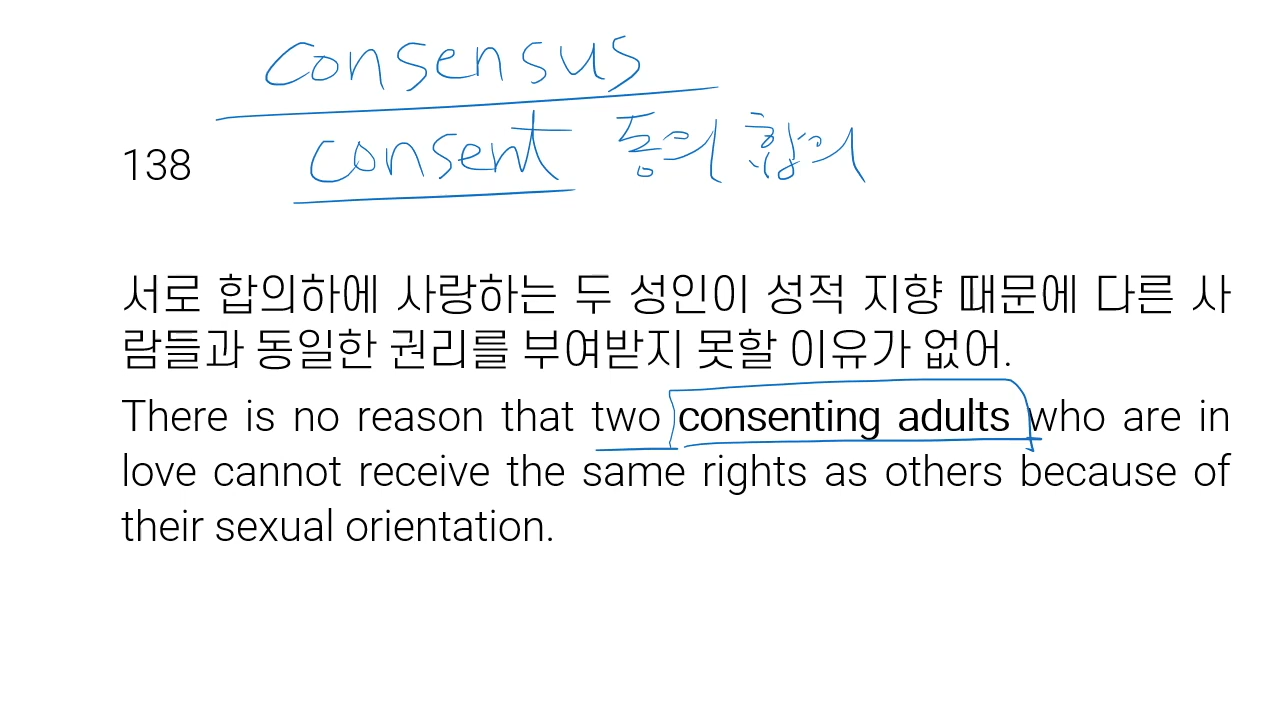 consensus
138
consent 동의 합의
서로 합의하에 사랑하는 두 성인이 성적 지향 때문에 다른 사
람들과 동일한 권리를 부여받지 못할 이유가 없어.
There is no reason that two consenting adults who are in
love cannot receive the same rights as others because of
their sexual orientation.